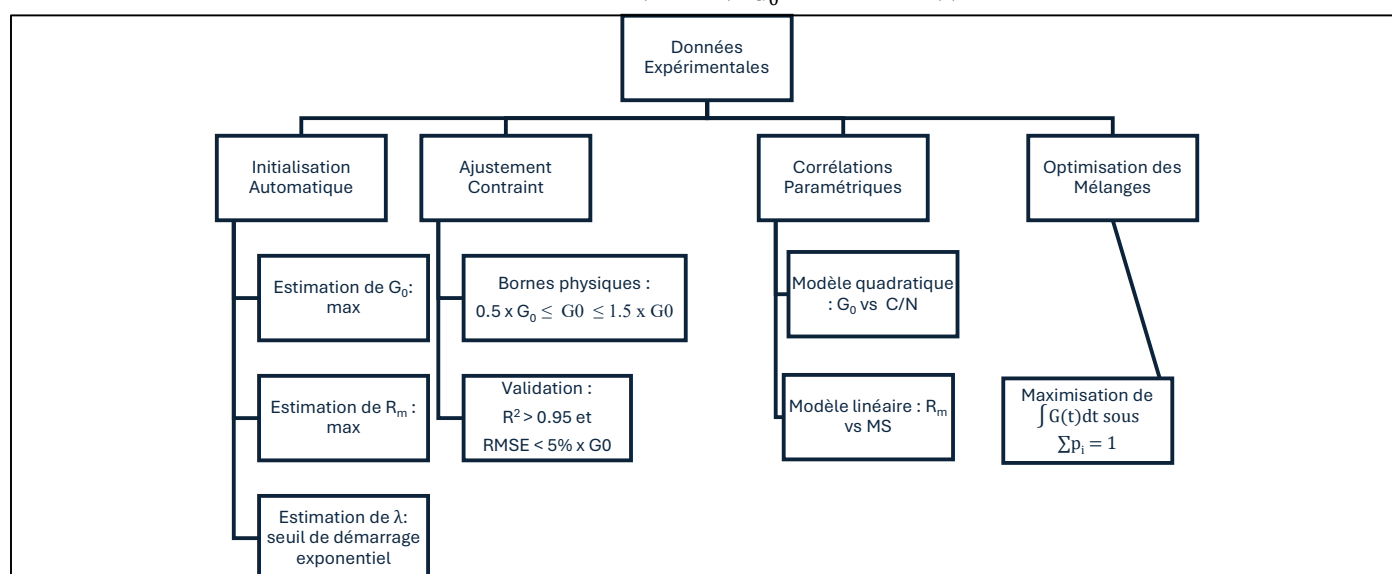 Données
Expérimentales
Initialisation
Automatique
Ajustement
Contraint
Corrélations
Paramétriques
Optimisation des
Mélanges
Estimation de G₀:
max
Estimation de Rₘ :
max
Estimation de λ:
seuil de démarrage
exponentiel
Bornes physiques :
0.5 x G₀ ≤ G0 ≤ 1.5 x G0
Validation :
R² > 0.95 et
RMSE < 5% x G0
Modèle quadratique
: G₀ vs C/N
Modèle linéaire : Rₘ
vs MS
Maximisation de
∫G(t)dt sous
∑pᵢ = 1